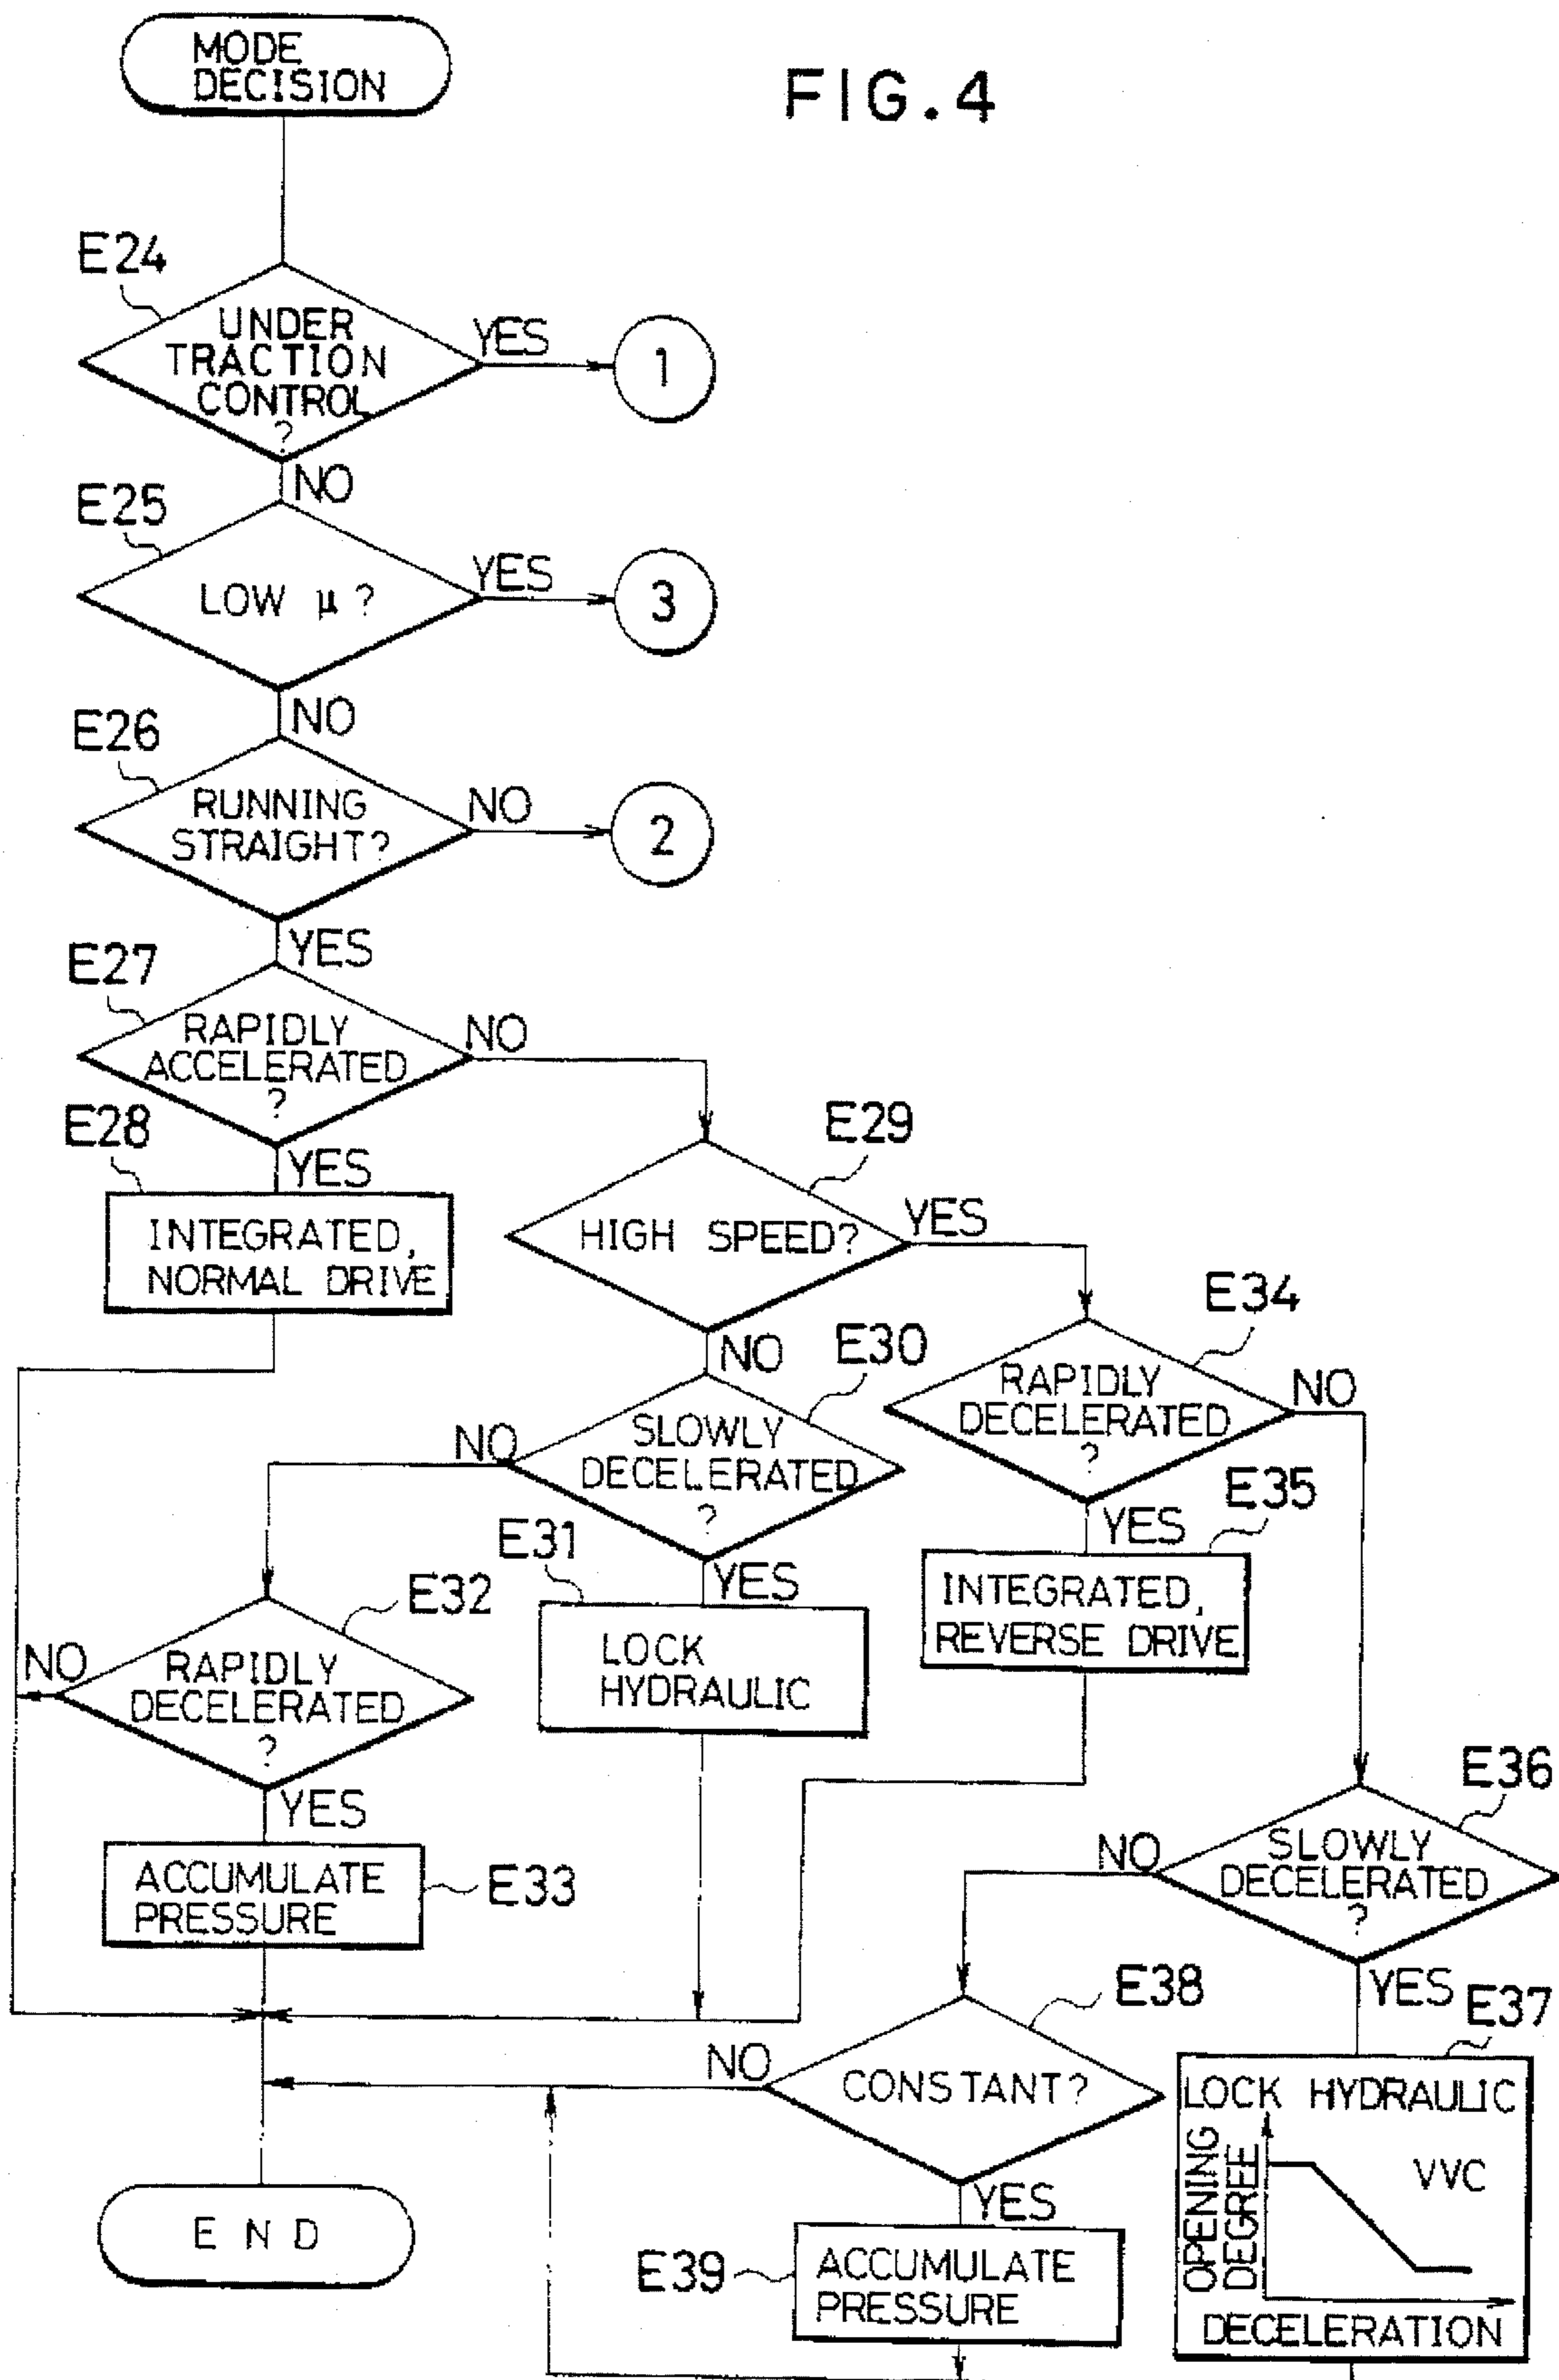 MODE
DECISION
FIG.4
E24
UNDER
TRACTION
CONTROL
?
YES
1
NO
E25
LOW μ?
YES
3
NO
E26
RUNNING
STRAIGHT?
NO
2
YES
E27
RAPIDLY
ACCELERATED
?
NO
E28
YES
INTEGRATED,
NORMAL DRIVE
E29
HIGH SPEED?
YES
NO
E30
SLOWLY
DECELERATED
?
NO
E34
RAPIDLY
DECELERATED
?
NO
E31
YES
LOCK
HYDRAULIC
E35
YES
INTEGRATED,
REVERSE DRIVE
E32
NO
RAPIDLY
DECELERATED
?
YES
ACCUMULATE
PRESSURE
E33
E36
NO
SLOWLY
DECELERATED
?
YES
E37
E38
NO
CONSTANT?
YES
LOCK HYDRAULIC
OPENING
DEGREE
VVC
DECELERATION
E39
ACCUMULATE
PRESSURE
END